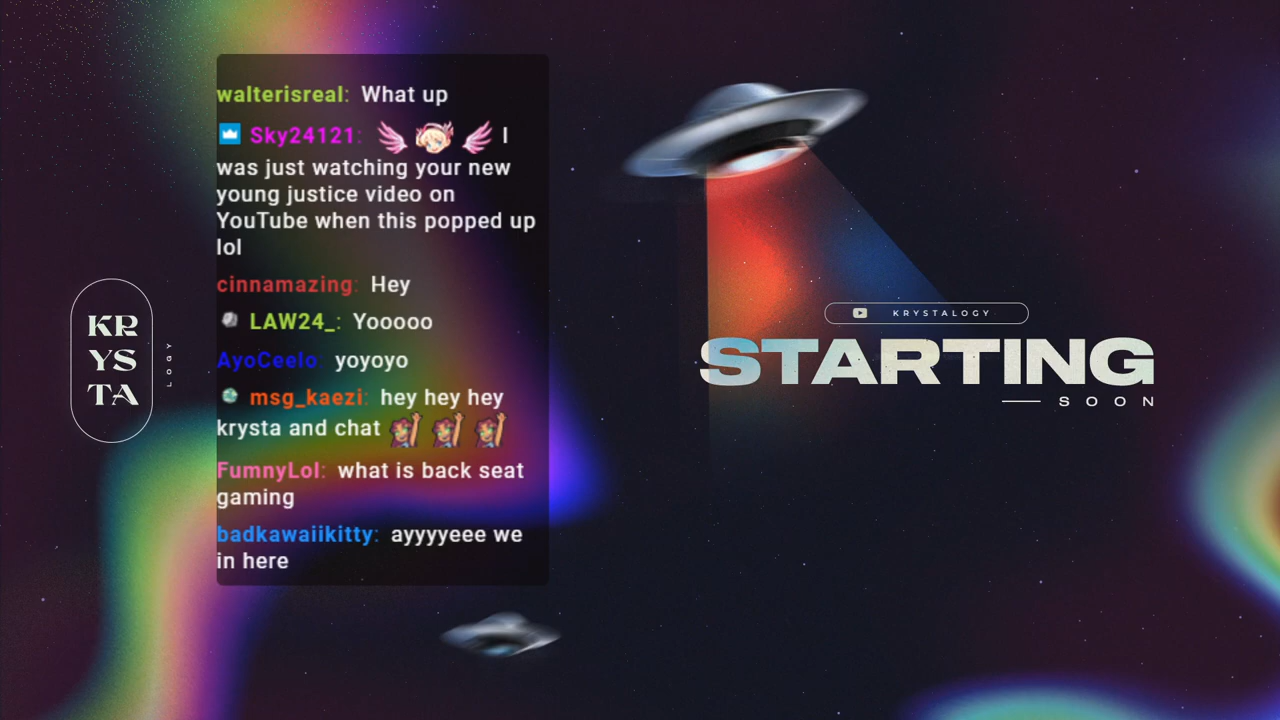 walterisreal: What up
Sky24121: I
was just watching your new
young justice video on
YouTube when this popped up
lol
cinnamazing: Hey
LAW24_: Yooooo
AyoCeelo: yoyoyo
msg_kaezi: hey hey hey
krysta and chat
FumnyLol: what is back seat
gaming
badkawaiikitty: ayyyyeee we
in here
KR
YS
TA
LOGY
KRYSTALOGY
STARTING
SOON